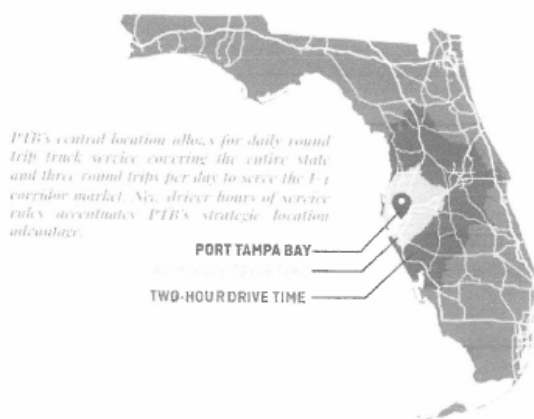 PTB's central location allows for daily round
trip truck service covering the entire state
and three round trips per day to serve the I-4
corridor market. New driver hours of service
rules accentuates PTB's strategic location
advantage.
PORT TAMPA BAY
TWO-HOUR DRIVE TIME